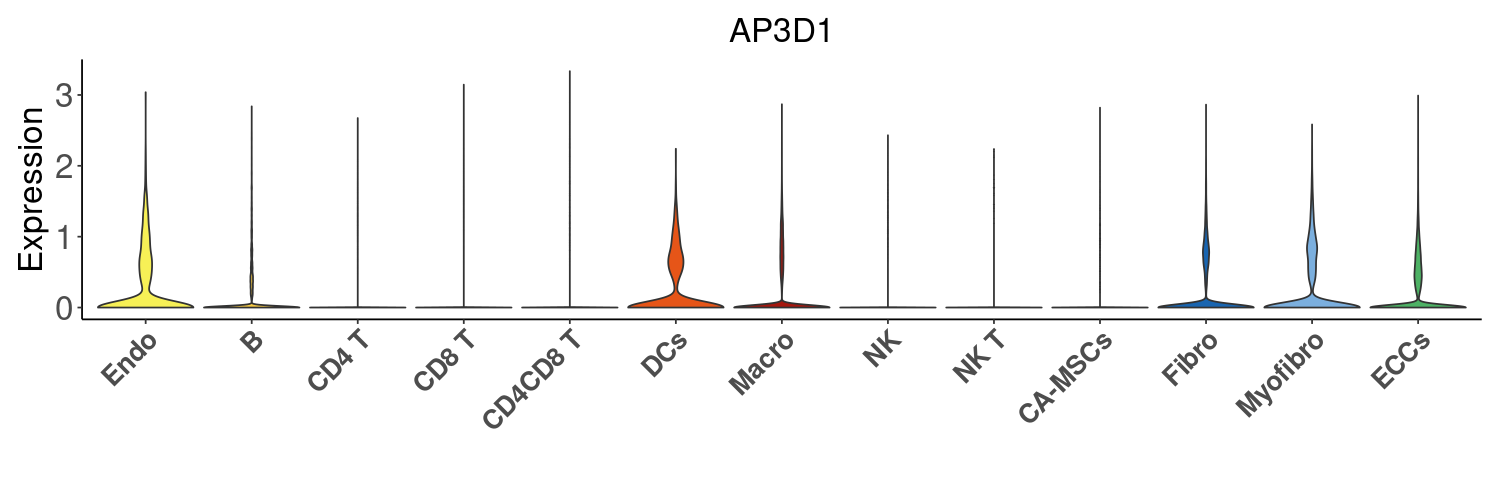 AP3D1
Expression
3
2
1
0
Endo
B
CD4 T
CD8 T
CD4CD8 T
DCs
Macro
NK
NK T
CA-MSCs
Fibro
Myofibro
ECCs